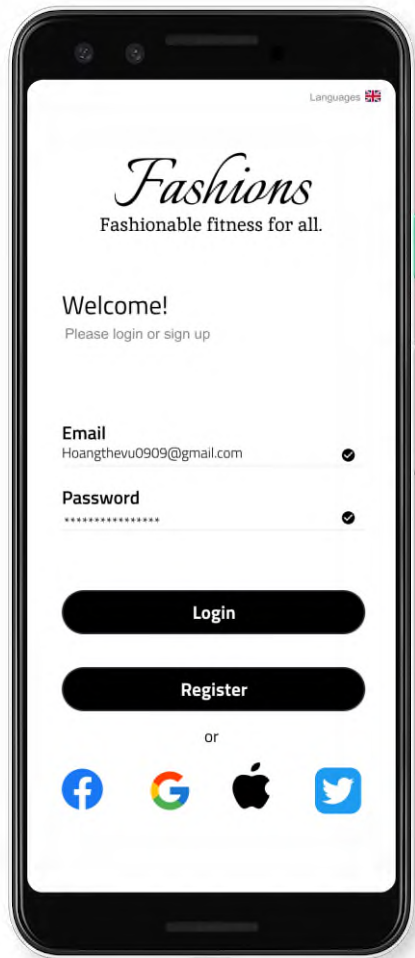 Languages
Fashions
Fashionable fitness for all.
Welcome!
Please login or sign up
Email
Hoangthevu0909@gmail.com
Password
****************
Login
Register
or